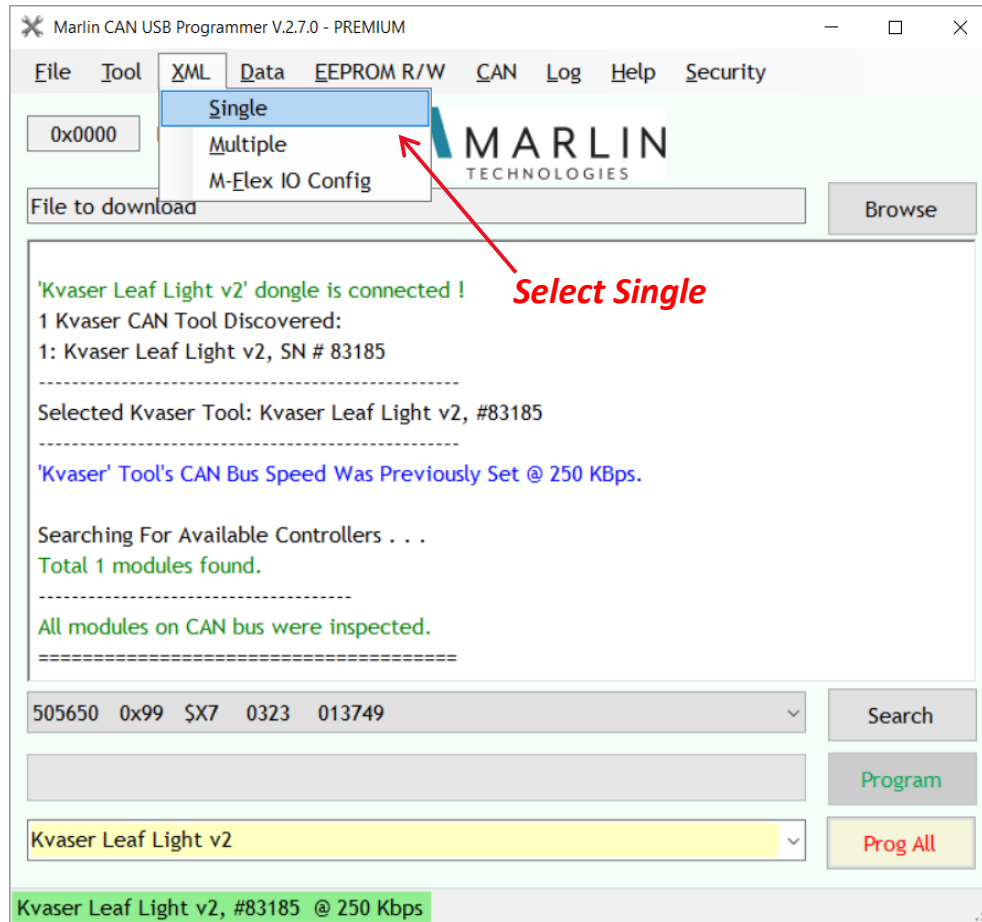 Marlin CAN USB Programmer V.2.7.0 - PREMIUM
File Tool XML Data EEPROM R/W CAN Log Help Security
Single
Multiple
M-Flex IO Config
0x0000
MARLIN
TECHNOLOGIES
File to download
Browse
'Kvaser Leaf Light v2' dongle is connected !
Select Single
1 Kvaser CAN Tool Discovered:
1: Kvaser Leaf Light v2, SN # 83185
---------------------------------------------------
Selected Kvaser Tool: Kvaser Leaf Light v2, #83185
---------------------------------------------------
'Kvaser' Tool's CAN Bus Speed Was Previously Set @ 250 KBps.
Searching For Available Controllers . . .
Total 1 modules found.
--------------------------------------
All modules on CAN bus were inspected.
======================================
505650 0x99 $X7 0323 013749
Search
Program
Kvaser Leaf Light v2
Prog All
Kvaser Leaf Light v2, #83185 @ 250 Kbps